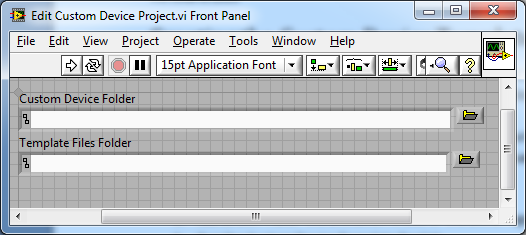 Edit Custom Device Project.vi Front Panel
File Edit View Project Operate Tools Window Help
15pt Application Font
Custom Device Folder
Template Files Folder